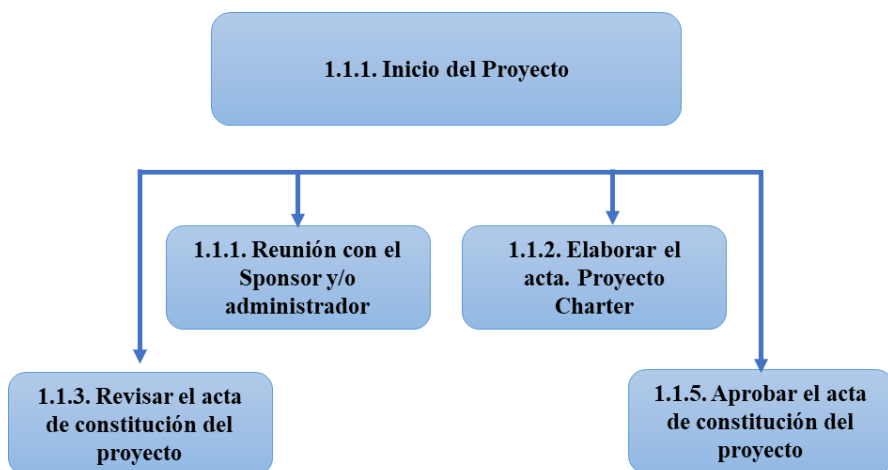 1.1.1. Inicio del Proyecto
1.1.1. Reunión con el
Sponsor y/o
administrador
1.1.2. Elaborar el
acta. Proyecto
Charter
1.1.3. Revisar el acta
de constitución del
proyecto
1.1.5. Aprobar el acta
de constitución del
proyecto